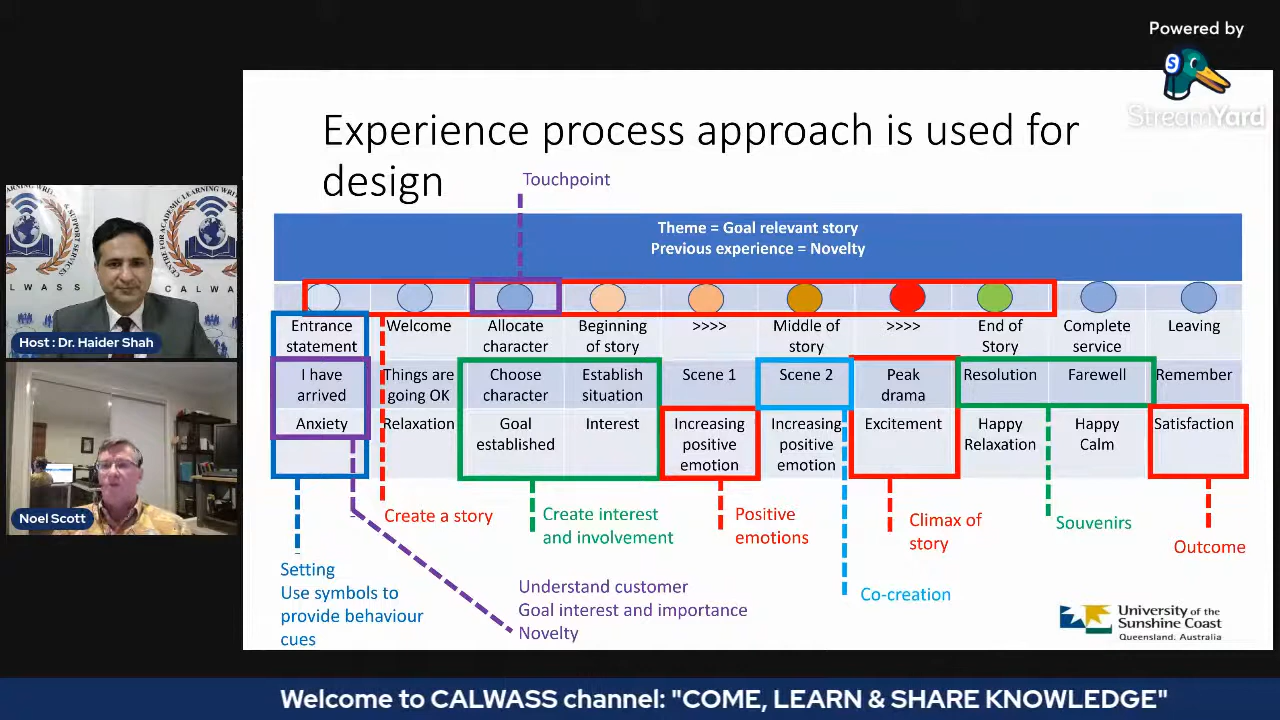 Powered by
StreamYard
Experience process approach is used for
design
Touchpoint
Theme = Goal relevant story
Previous experience = Novelty
Entrance statement
Welcome
Allocate character
Beginning of story
>>>>
Middle of story
>>>>
End of Story
Complete service
Leaving
I have arrived
Things are going OK
Choose character
Establish situation
Scene 1
Scene 2
Peak drama
Resolution
Farewell
Remember
Anxiety
Relaxation
Goal established
Interest
Increasing positive emotion
Increasing positive emotion
Excitement
Happy Relaxation
Happy Calm
Satisfaction
Create a story
Create interest
and involvement
Positive
emotions
Climax of
story
Souvenirs
Outcome
Setting
Use symbols to
provide behaviour
cues
Understand customer
Goal interest and importance
Novelty
Co-creation
University of the
Sunshine Coast
Queensland, Australia
CALWASS
Host : Dr. Haider Shah
Noel Scott
Welcome to CALWASS channel: "COME, LEARN & SHARE KNOWLEDGE"